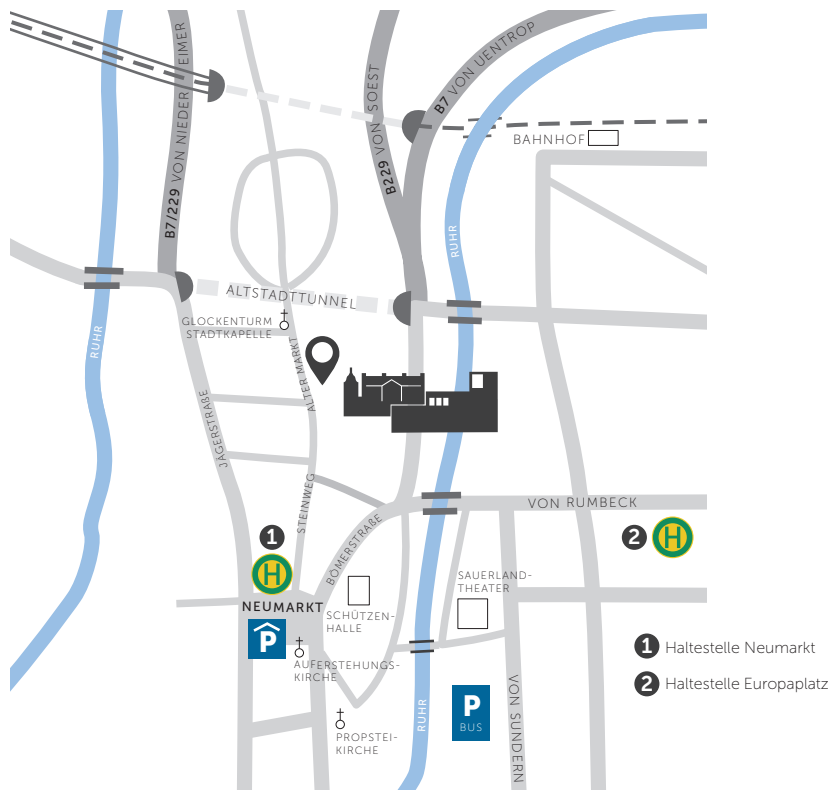 B7/229 VON NIEDEREIMER
B229 VON SOEST
B7 VON UENTROP
BAHNHOF
RUHR
ALTSTADTTUNNEL
GLOCKENTURM
STADTKAPELLE
RUHR
ALTER MARKT
JÄGERSTRAßE
STEINWEG
BÖMERSTRAßE
VON RUMBECK
1
H
2
H
NEUMARKT
P
SCHÜTZEN-
HALLE
SAUERLAND-
THEATER
AUFERSTEHUNGS-
KIRCHE
PROPSTEI-
KIRCHE
RUHR
P
BUS
VON SUNDERN
1 Haltestelle Neumarkt
2 Haltestelle Europaplatz